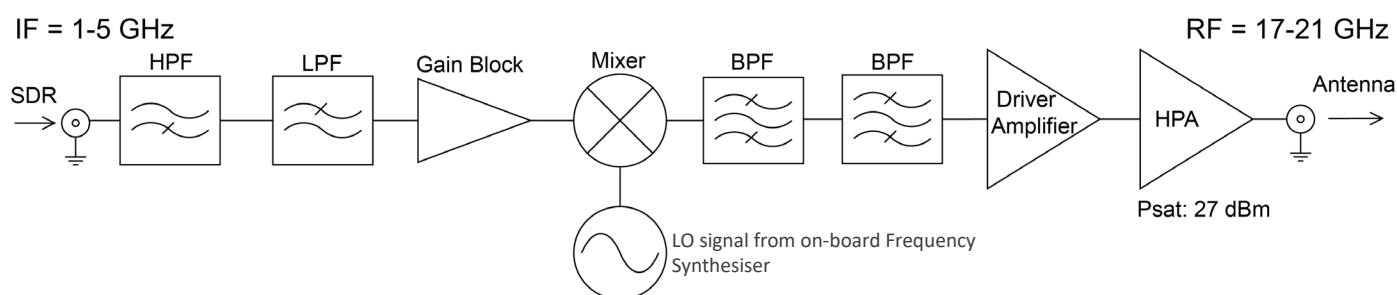 IF = 1-5 GHz
RF = 17-21 GHz
SDR
HPF
LPF
Gain Block
Mixer
BPF
BPF
Driver
Amplifier
HPA
Antenna
Psat: 27 dBm
LO signal from on-board Frequency
Synthesiser